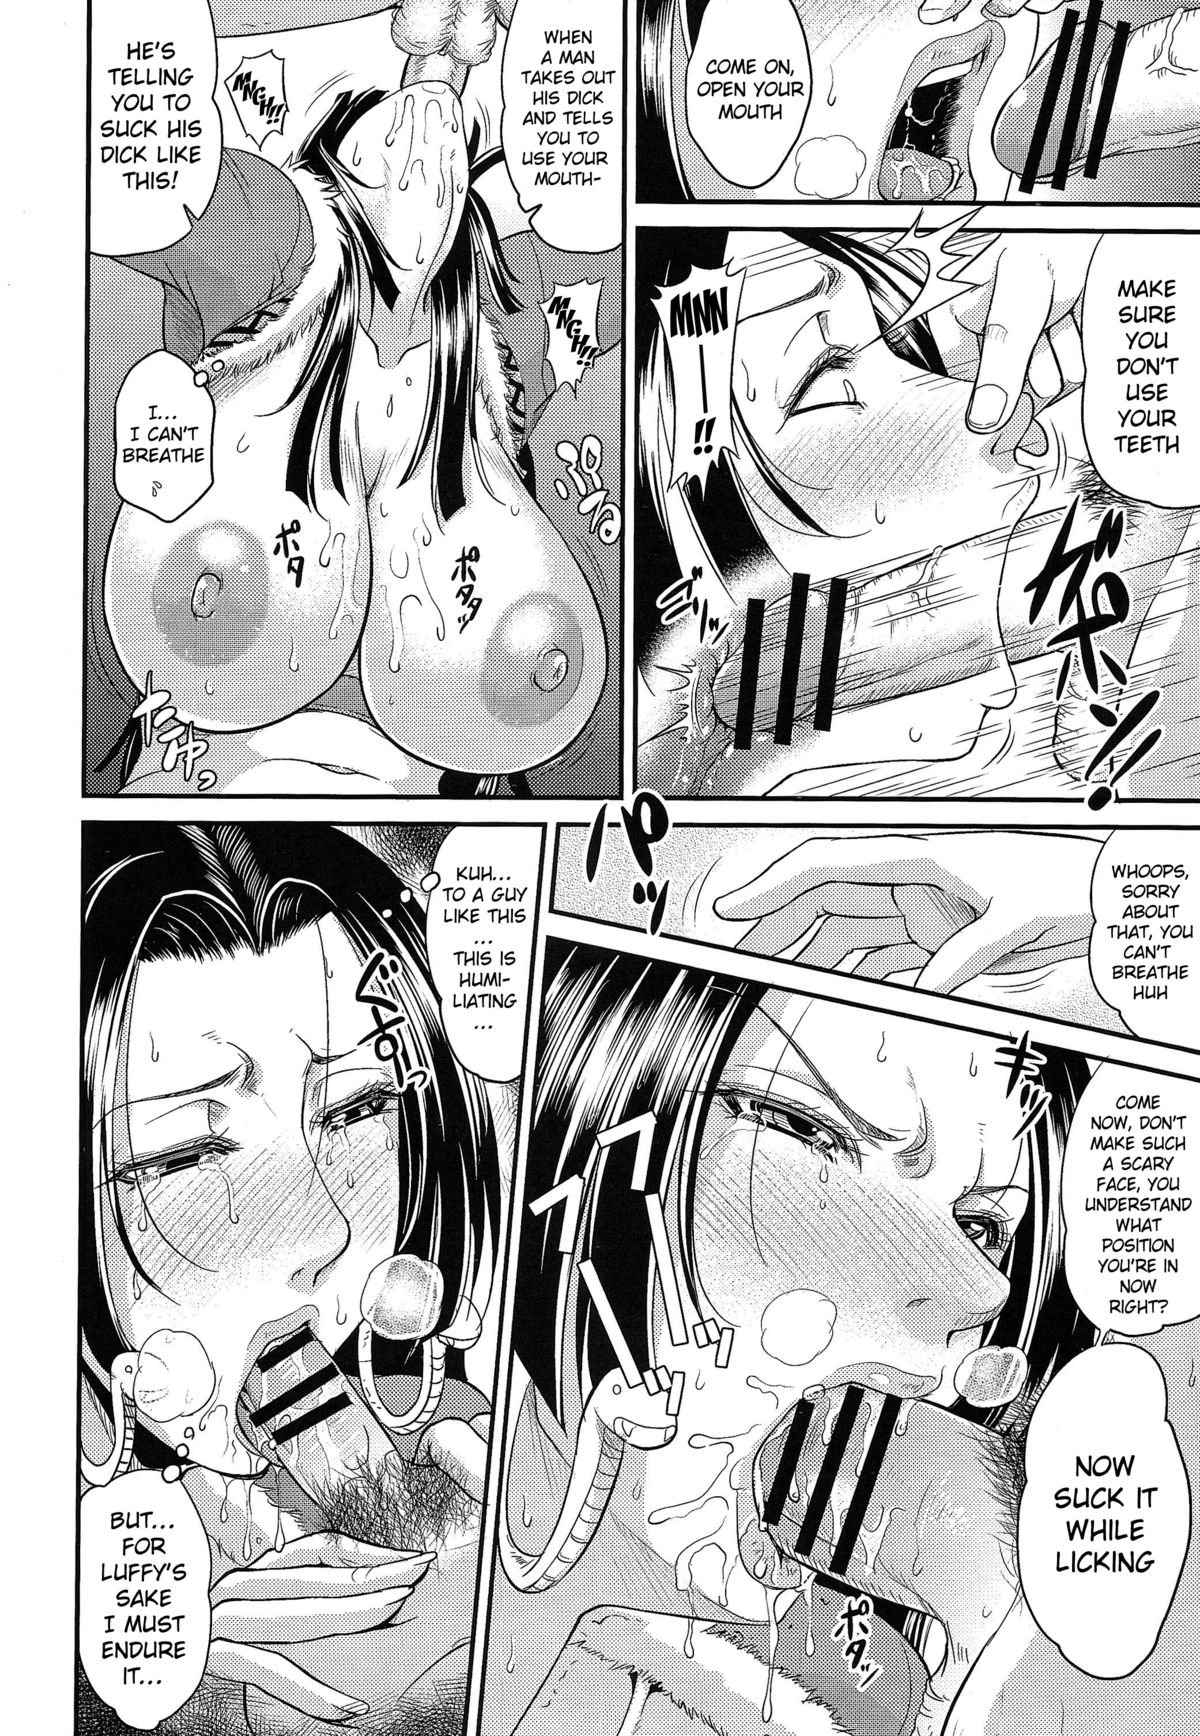 COME ON,
OPEN YOUR
MOUTH
MAKE
SURE
YOU
DON'T
USE
YOUR
TEETH
MMN
!!
WHEN
A MAN
TAKES OUT
HIS DICK
AND TELLS
YOU TO
USE YOUR
MOUTH-
HE'S
TELLING
YOU TO
SUCK HIS
DICK LIKE
THIS!
MNGH!!
MNGH!!
I...
I CAN'T
BREATHE
ポタ
ポタタッ
たゆっ
WHOOPS,
SORRY
ABOUT
THAT, YOU
CAN'T
BREATHE
HUH
COME
NOW, DON'T
MAKE SUCH
A SCARY
FACE, YOU
UNDERSTAND
WHAT
POSITION
YOU'RE IN
NOW
RIGHT?
NOW
SUCK IT
WHILE
LICKING
ポタッ
KUH...
TO A GUY
LIKE THIS
...
THIS IS
HUMI-
LIATING
...
BUT...
FOR
LUFFY'S
SAKE
I MUST
ENDURE
IT...